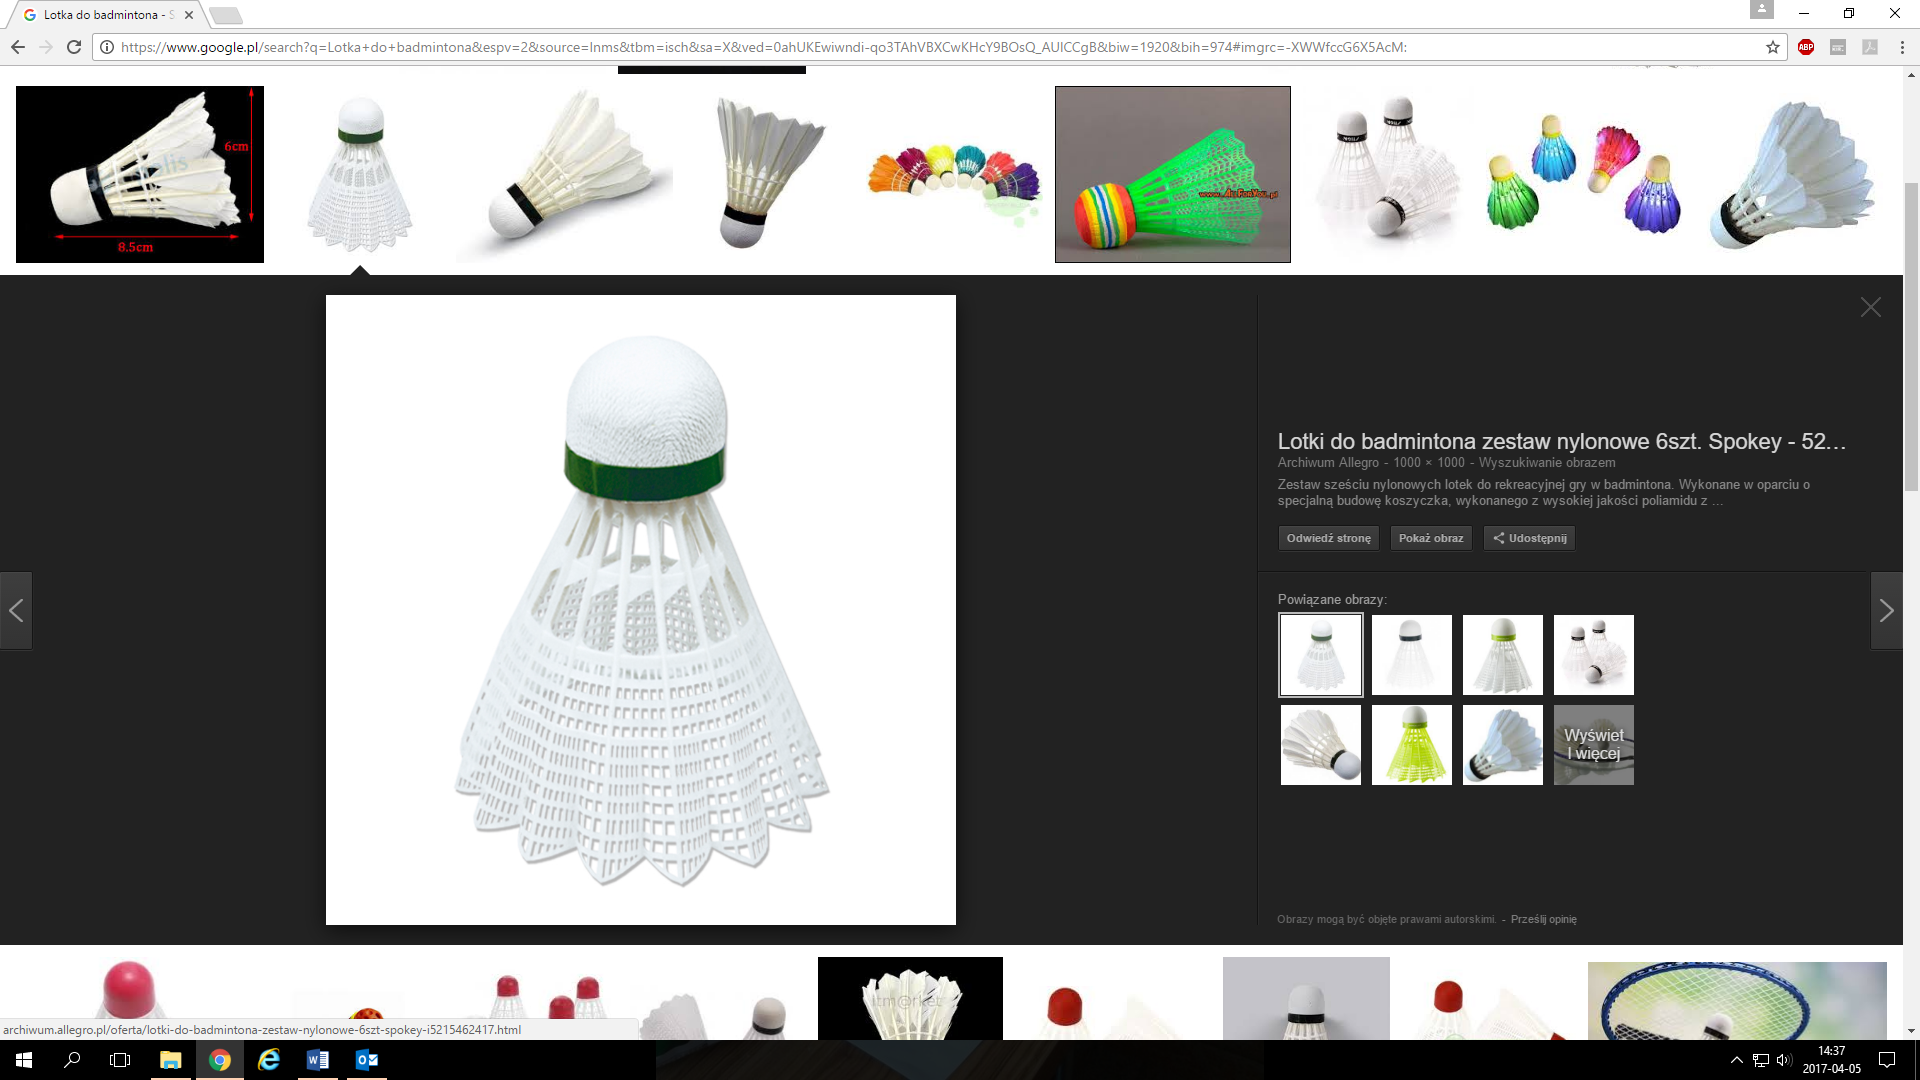 Lotka do badmintona - S
https://www.google.pl/search?q=Lotka+do+badmintona&espv=2&source=lnms&tbm=isch&sa=X&ved=0ahUKEwiwndi-qo3TAhVBXCwKHcY9BOsQ_AUICCgB&biw=1920&bih=974#imgrc=-XWWfccG6X5AcM:
ABP
6cm
8.5cm
Lotki do badmintona zestaw nylonowe 6szt. Spokey - 52...
Archiwum Allegro - 1000 × 1000 - Wyszukiwanie obrazem
Zestaw sześciu nylonowych lotek do rekreacyjnej gry w badmintona. Wykonane w oparciu o
specjalną budowę koszyczka, wykonanego z wysokiej jakości poliamidu z ...
Odwiedź stronę Pokaż obraz Udostępnij
Powiązane obrazy:
Wyświet
l więcej
Obrazy mogą być objęte prawami autorskimi. - Prześlij opinię
itm@rket
archiwum.allegro.pl/oferta/lotki-do-badmintona-zestaw-nylonowe-6szt-spokey-i5215462417.html
14:37
2017-04-05